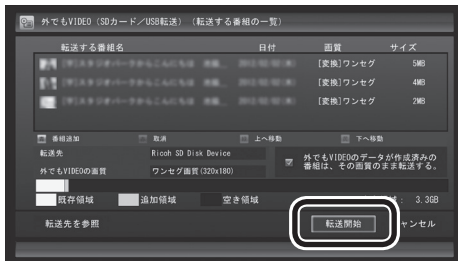 外でもVIDEO (SDカード/USB転送) (転送する番組の一覧)
転送する番組名 日付 画質 サイズ
[変換]ワンセグ 5MB
[変換]ワンセグ 4MB
[変換]ワンセグ 2MB
番組追加 取消 上へ移動 下へ移動
転送先 Ricoh SD Disk Device
外でもVIDEOの画質 ワンセグ画質(320x180)
外でもVIDEOのデータが作成済みの
番組は、その画質のまま転送する。
既存領域 追加領域 空き領域 : 3.3GB
転送先を参照 転送開始 ャンセル